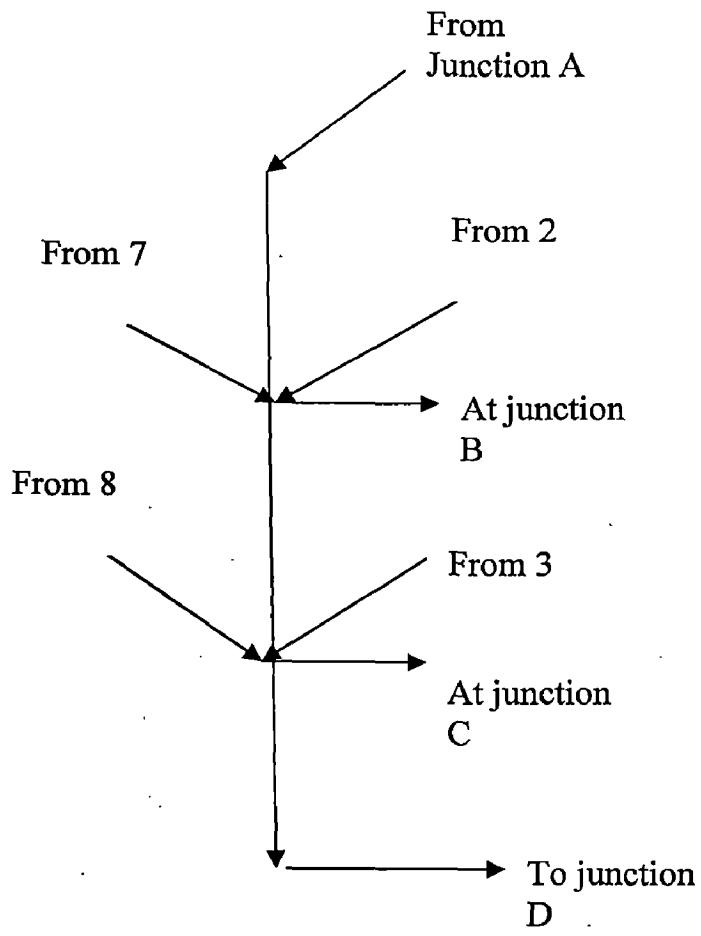 From
Junction A
From 2
From 7
At junction
B
From 8
From 3
At junction
C
To junction
D